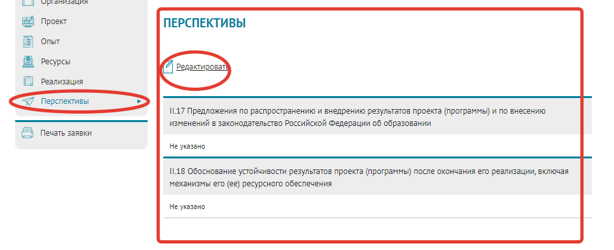 Организация
Проект
Опыт
Ресурсы
Реализация
Перспективы
Печать заявки
ПЕРСПЕКТИВЫ
Редактировать
II.17 Предложения по распространению и внедрению результатов проекта (программы) и по внесению
изменений в законодательство Российской Федерации об образовании
Не указано
II.18 Обоснование устойчивости результатов проекта (программы) после окончания его реализации, включая
механизмы его (ее) ресурсного обеспечения
Не указано